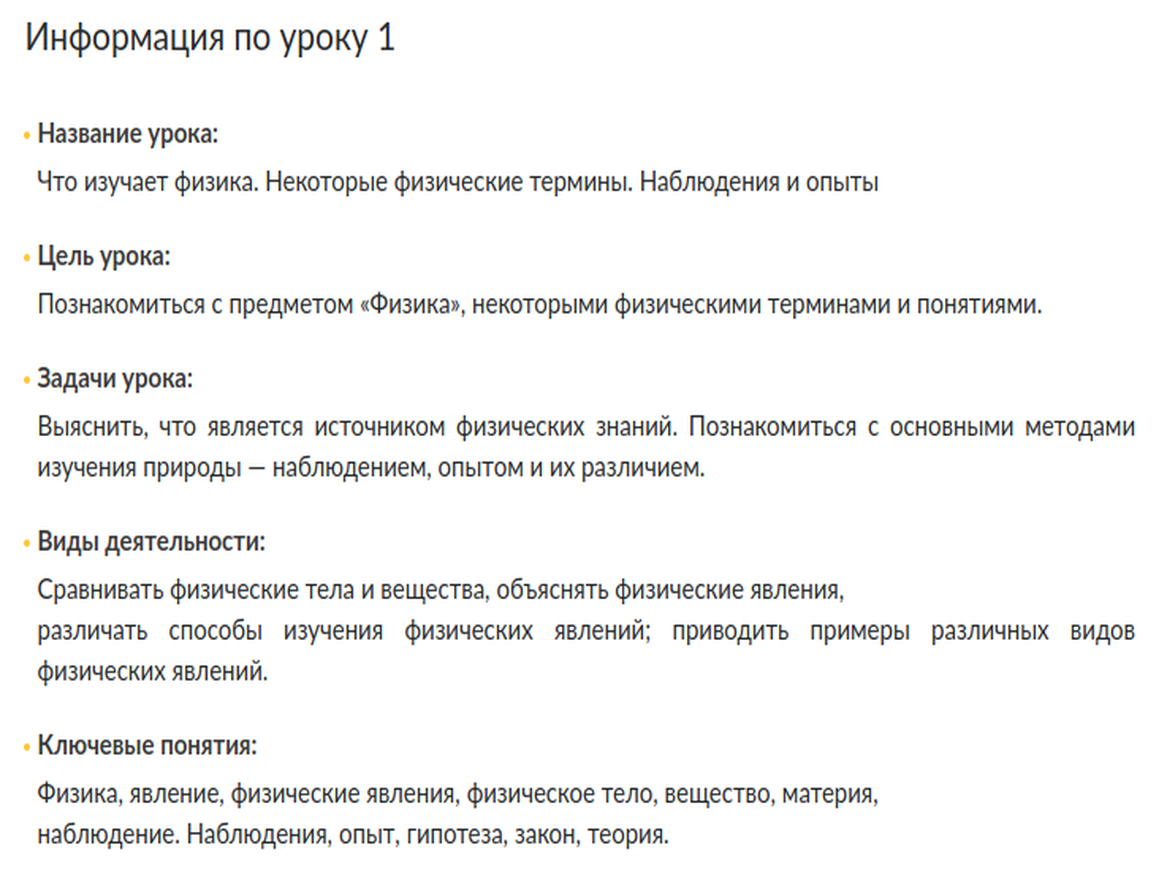 Информация по уроку 1
• Название урока:
Что изучает физика. Некоторые физические термины. Наблюдения и опыты
• Цель урока:
Познакомиться с предметом «Физика», некоторыми физическими терминами и понятиями.
• Задачи урока:
Выяснить, что является источником физических знаний. Познакомиться с основными методами
изучения природы — наблюдением, опытом и их различием.
• Виды деятельности:
Сравнивать физические тела и вещества, объяснять физические явления,
различать способы изучения физических явлений; приводить примеры различных видов
физических явлений.
• Ключевые понятия:
Физика, явление, физические явления, физическое тело, вещество, материя,
наблюдение. Наблюдения, опыт, гипотеза, закон, теория.